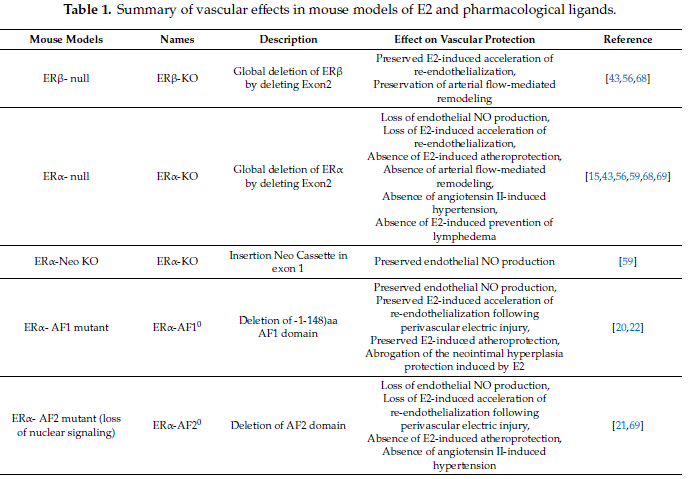 Table 1. Summary of vascular effects in mouse models of E2 and pharmacological ligands.
Mouse Models Names Description Effect on Vascular Protection Reference
ERβ- null ERβ-KO Global deletion of ERβ
by deleting Exon2
Preserved E2-induced acceleration of
re-endothelialization,
Preservation of arterial flow-mediated
remodeling
[43,56,68]
ERα- null ERα-KO Global deletion of ERα
by deleting Exon2
Loss of endothelial NO production,
Loss of E2-induced acceleration of
re-endothelialization,
Absence of E2-induced atheroprotection,
Absence of arterial flow-mediated
remodeling,
Absence of angiotensin II-induced
hypertension,
Absence of E2-induced prevention of
lymphedema
[15,43,56,59,68,69]
ERα-Neo KO ERα-KO Insertion Neo Cassette in
exon 1
Preserved endothelial NO production
[59]
ERα- AF1 mutant ERα-AF1⁰ Deletion of -1-148)aa
AF1 domain
Preserved endothelial NO production,
Preserved E2-induced acceleration of
re-endothelialization following
perivascular electric injury,
Preserved E2-induced atheroprotection,
Abrogation of the neointimal hyperplasia
protection induced by E2
[20,22]
ERα- AF2 mutant (loss
of nuclear signaling)
ERα-AF2⁰ Deletion of AF2 domain
Loss of endothelial NO production,
Loss of E2-induced acceleration of
re-endothelialization following
perivascular electric injury,
Absence of E2-induced atheroprotection,
Absence of angiotensin II-induced
hypertension
[21,69]